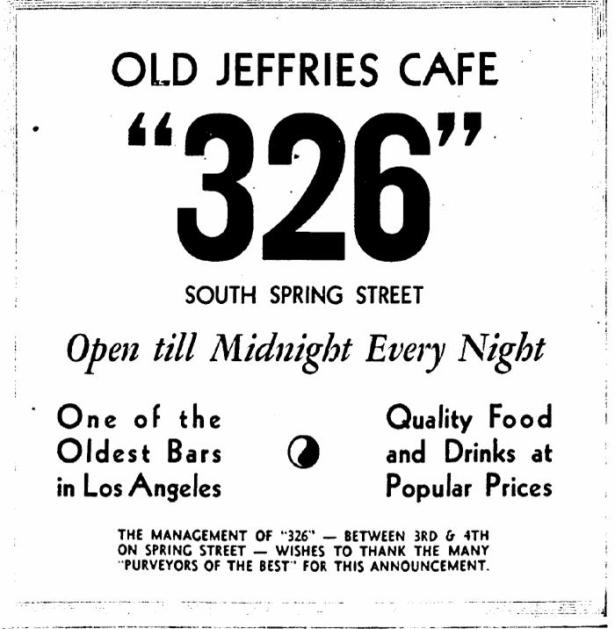 OLD JEFFRIES CAFE
“326”
SOUTH SPRING STREET
Open till Midnight Every Night
One of the
Oldest Bars
in Los Angeles
Quality Food
and Drinks at
Popular Prices
THE MANAGEMENT OF "326" — BETWEEN 3RD & 4TH
ON SPRING STREET — WISHES TO THANK THE MANY
"PURVEYORS OF THE BEST" FOR THIS ANNOUNCEMENT.